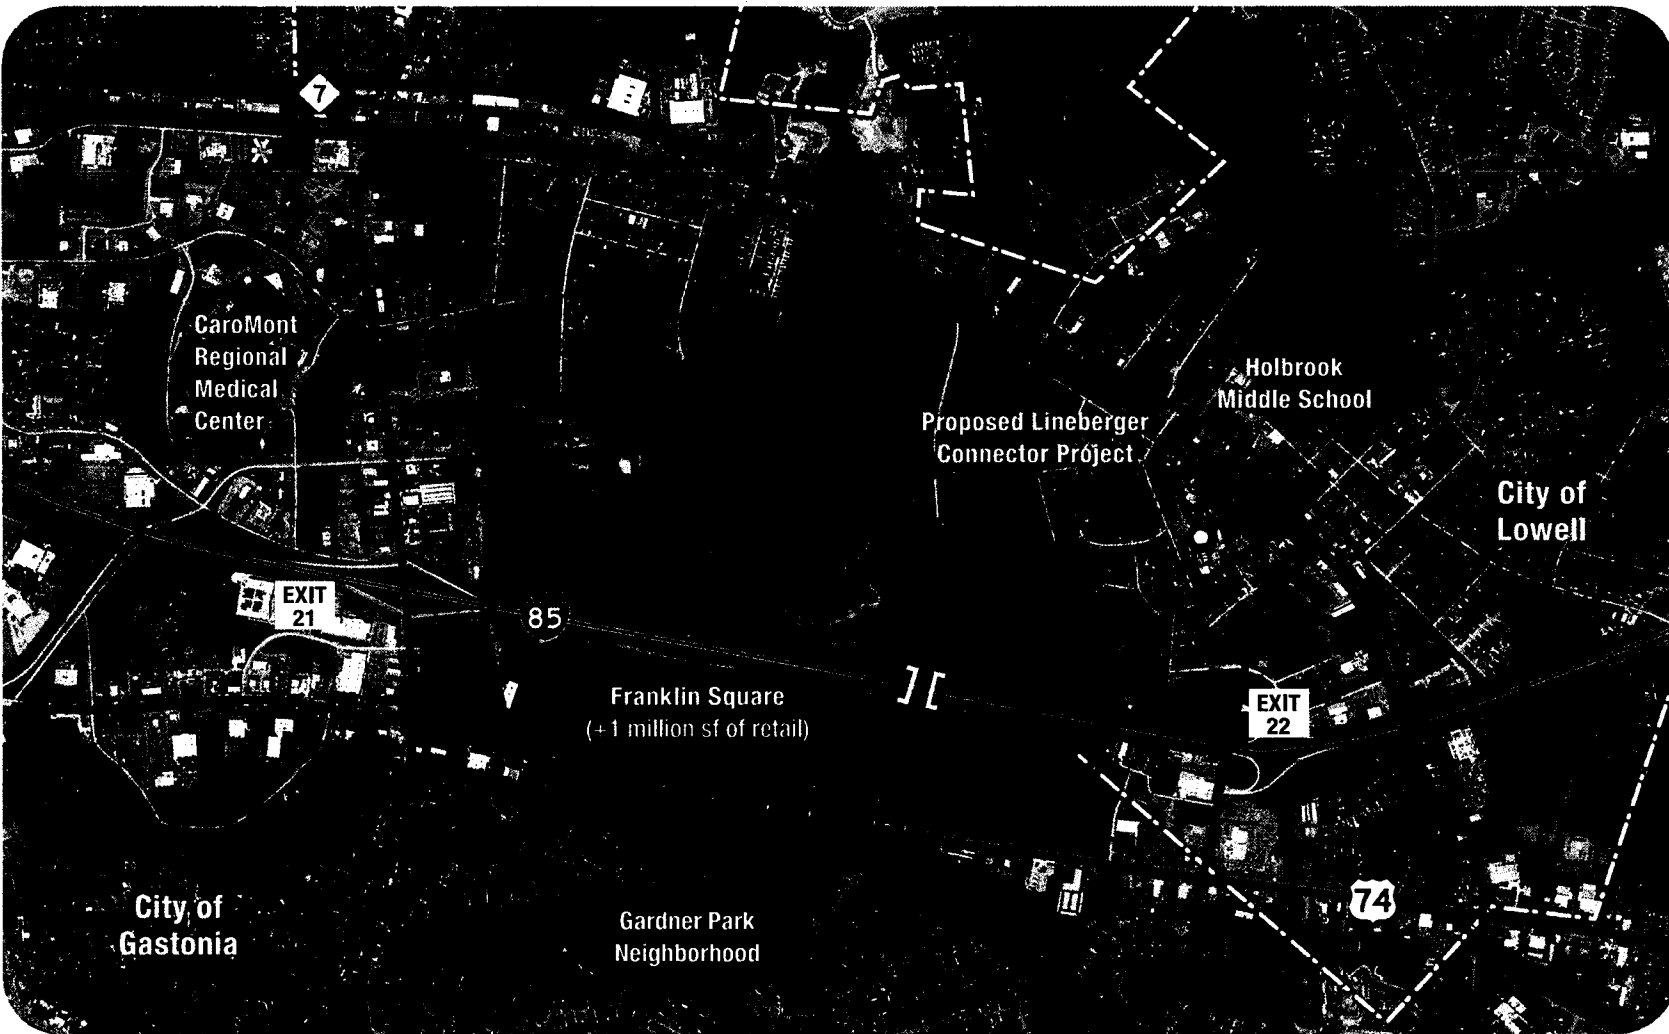 7
CaroMont
Regional
Medical
Center
Holbrook
Middle School
Proposed Lineberger
Connector Project
City of
Lowell
EXIT
21
85
Franklin Square
(+1 million sf of retail)
EXIT
22
74
City of
Gastonia
Gardner Park
Neighborhood